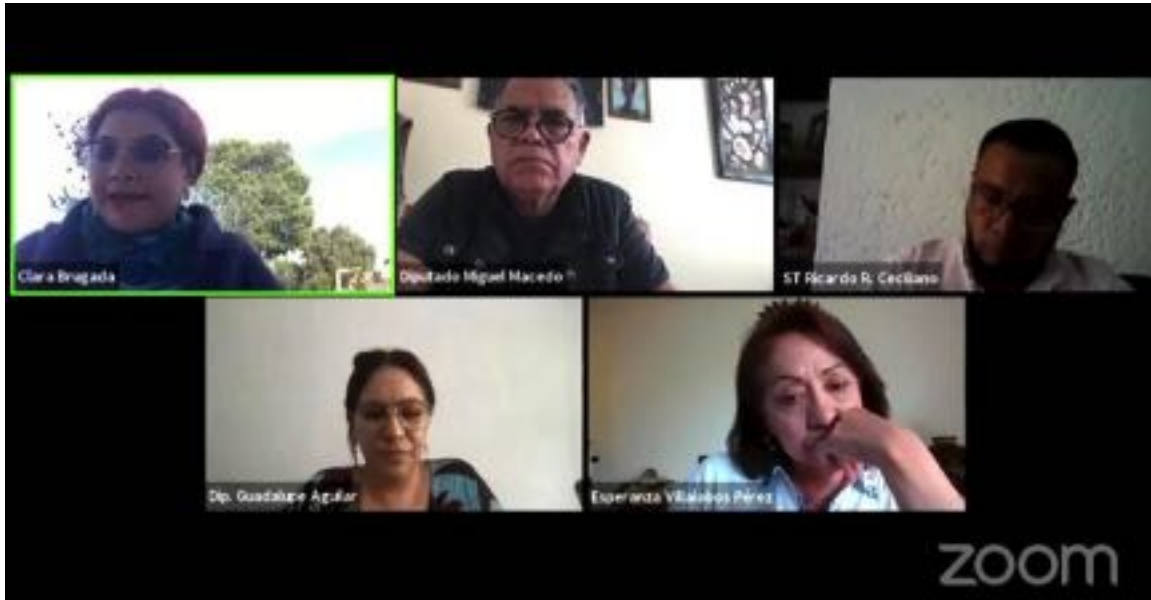 Clara Brugada
Diputado Miguel Macedo
ST Ricardo R. Ceciliano
Dip. Guadalupe Aguilar
Esperanza Villalobos Pérez
zoom